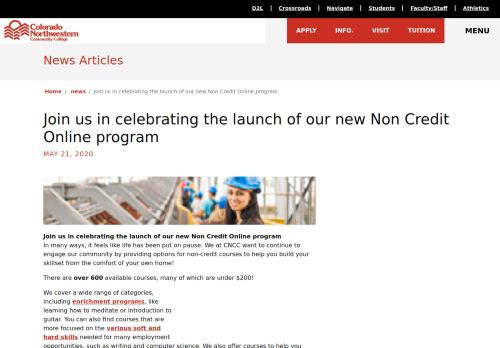 D2L | Crossroads | Navigate | Students | Faculty/Staff | Athletics
Colorado
Northwestern
Community College
APPLY INFO. VISIT TUITION MENU
News Articles
Home / news / Join us in celebrating the launch of our new Non Credit Online program
Join us in celebrating the launch of our new Non Credit
Online program
MAY 21, 2020
Join us in celebrating the launch of our new Non Credit Online program
In many ways, it feels like life has been put on pause. We at CNCC want to continue to
engage our community by providing options for non-credit courses to help you build your
skillset from the comfort of your own home!
There are over 600 available courses, many of which are under $200!
We cover a wide range of categories,
including enrichment programs, like
learning how to meditate or introduction to
guitar. You can also find courses that are
more focused on the various soft and
hard skills needed for many employment
opportunities, such as writing and computer science. We also offer courses to help you